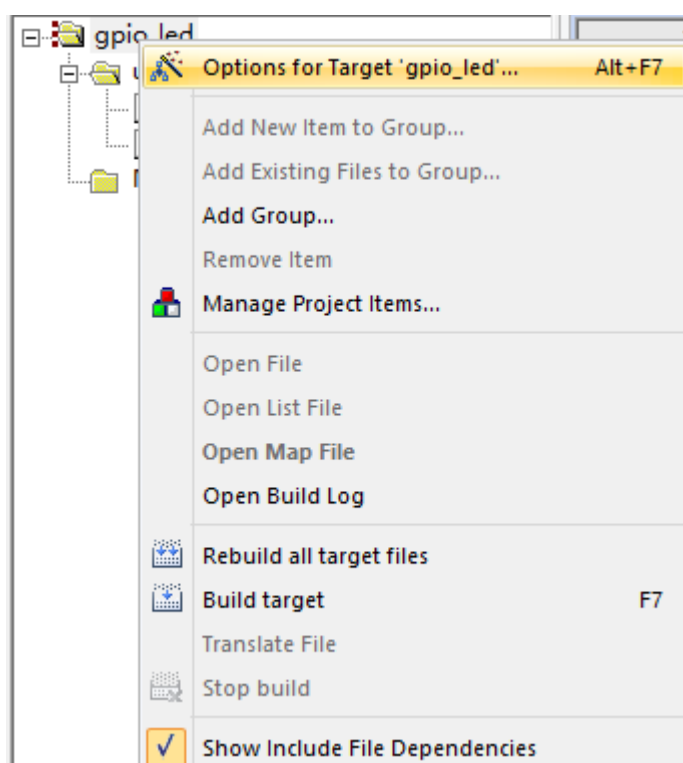 gpio_led
Options for Target 'gpio_led'... Alt+F7
Add New Item to Group...
Add Existing Files to Group...
Add Group...
Remove Item
Manage Project Items...
Open File
Open List File
Open Map File
Open Build Log
Rebuild all target files
Build target F7
Translate File
Stop build
Show Include File Dependencies